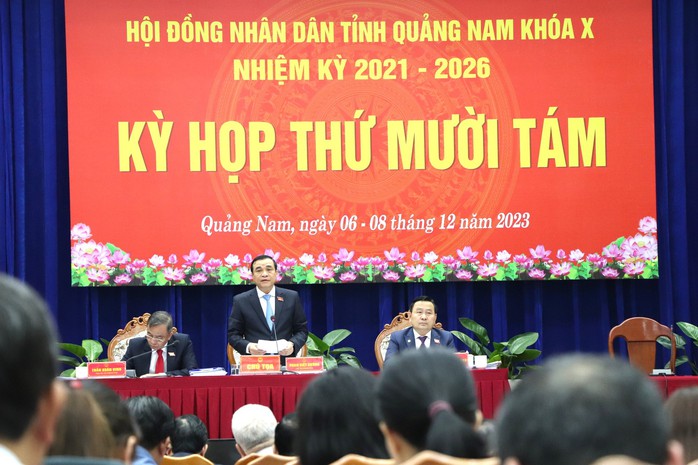 HỘI ĐỒNG NHÂN DÂN TỈNH QUẢNG NAM KHÓA X
NHIỆM KỲ 2021 - 2026
KỲ HỌP THỨ MƯỜI TÁM
Quảng Nam, ngày 06 - 08 tháng 12 năm 2023
CHỦ TỌA